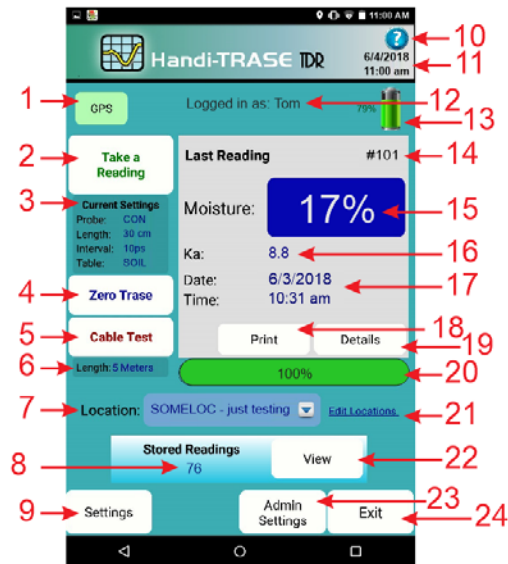 11:00 AM
Handi-TRASE TDR
6/4/2018
11:00 am
?
10
11
1
GPS
Logged in as: Tom
12
79%
13
2
Take a
Reading
Last Reading
#101
14
3
Current Settings
Probe: CON
Length: 30 cm
Interval: 10ps
Table: SOIL
Moisture:
17%
15
Ka: 8.8
16
4
Zero Trase
Date: 6/3/2018
Time: 10:31 am
17
5
Cable Test
Print
Details
18
19
6
Length: 5 Meters
100%
20
7
Location:
SOMELOC - just testing
Edit Locations.
21
8
Stored Readings
76
View
22
9
Settings
Admin
Settings
Exit
23
24